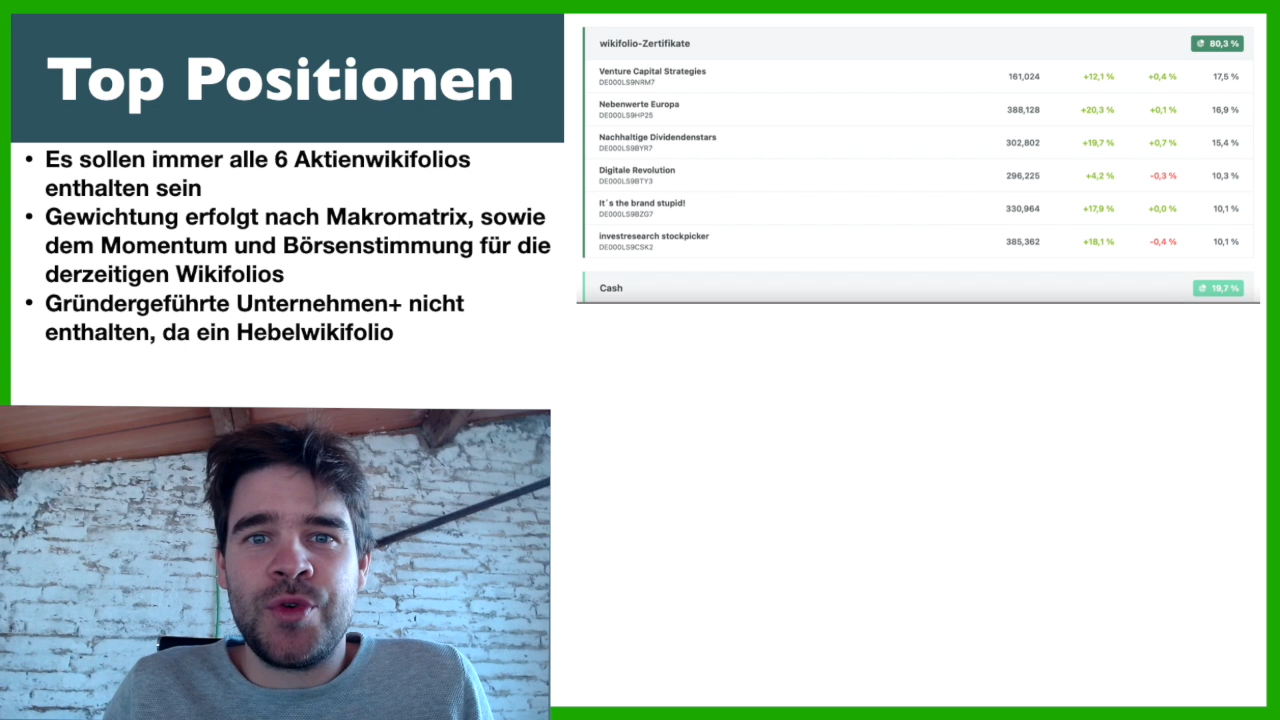 Top Positionen
• Es sollen immer alle 6 Aktienwikifolios
enthalten sein
• Gewichtung erfolgt nach Makromatrix, sowie
dem Momentum und Börsenstimmung für die
derzeitigen Wikifolios
• Gründergeführte Unternehmen+ nicht
enthalten, da ein Hebelwikifolio
wikifolio-Zertifikate 80,3 %
Venture Capital Strategies 161,024 +12,1 % +0,4 % 17,5 %
DE000LS9NRM7
Nebenwerte Europa 388,128 +20,3 % +0,1 % 16,9 %
DE000LS9HP25
Nachhaltige Dividendenstars 302,802 +19,7 % +0,7 % 15,4 %
DE000LS9BYR7
Digitale Revolution 296,225 +4,2 % -0,3 % 10,3 %
DE000LS9BTY3
It´s the brand stupid! 330,964 +17,9 % +0,0 % 10,1 %
DE000LS9BZG7
investresearch stockpicker 385,362 +18,1 % -0,4 % 10,1 %
DE000LS9CSK2
Cash 19,7 %